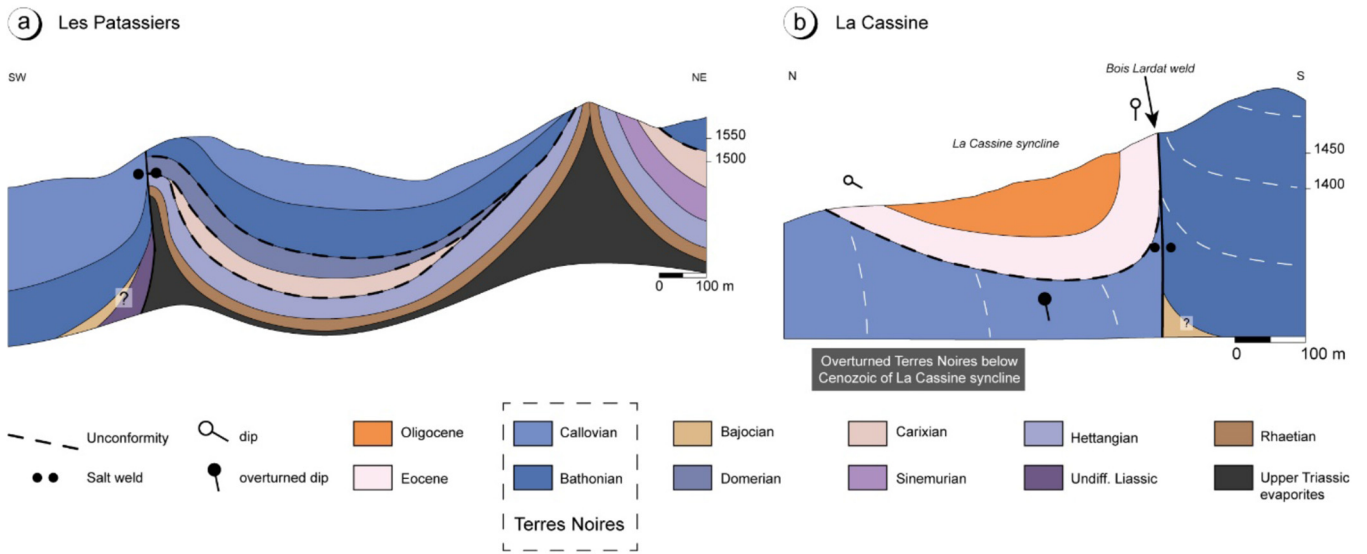 a Les Patassiers
b La Cassine
SW
NE
1550
1500
?
100 m
N
S
Bois Lardat weld
La Cassine syncline
1450
1400
?
0 100 m
Overturned Terres Noires below
Cenozoic of La Cassine syncline
Unconformity
Salt weld
dip
overturned dip
Oligocene
Eocene
Callovian
Bathonian
Terres Noires
Bajocian
Domerian
Carixian
Sinemurian
Hettangian
Undiff. Liassic
Rhaetian
Upper Triassic
evaporites
0 100 m